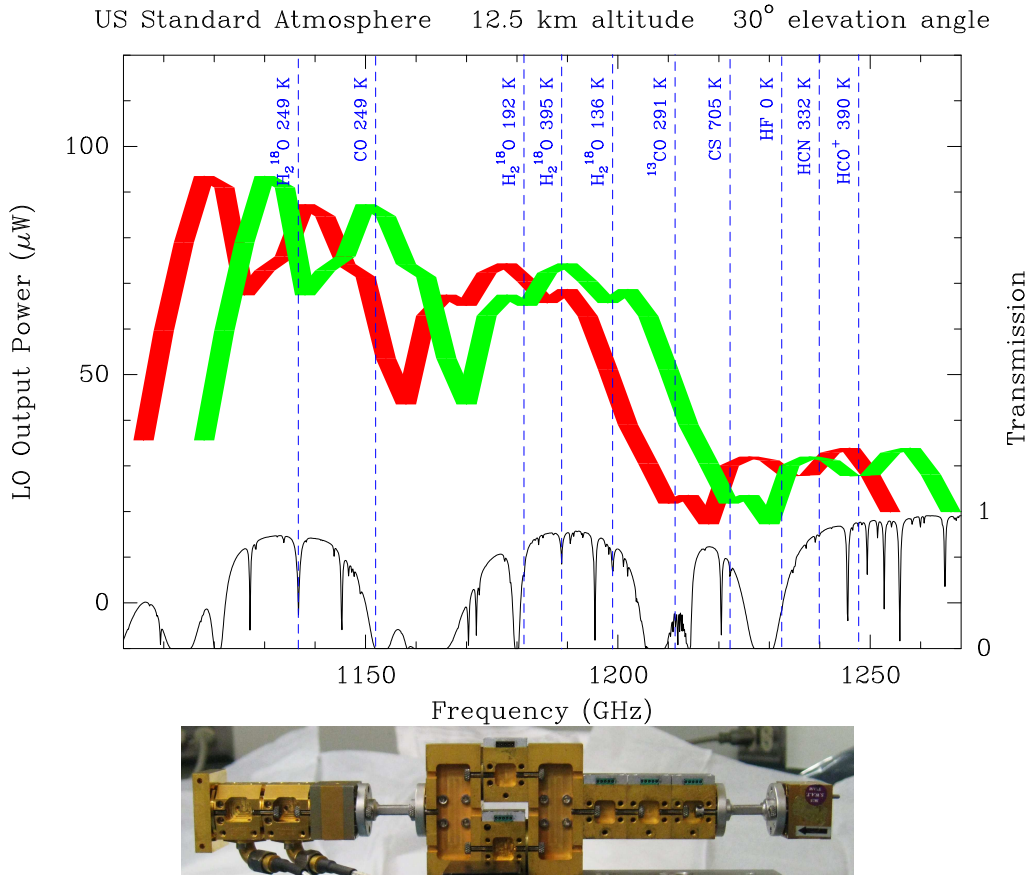 US Standard Atmosphere 12.5 km altitude 30° elevation angle
H₂¹⁸O 249 K
CO 249 K
H₂¹⁸O 192 K
H₂¹⁸O 395 K
H₂¹⁸O 136 K
¹³CO 291 K
CS 705 K
HF 0 K
HCN 332 K
HCO⁺ 390 K
LO Output Power (μW)
100
50
0
Transmission
1
0
1150 1200 1250
Frequency (GHz)